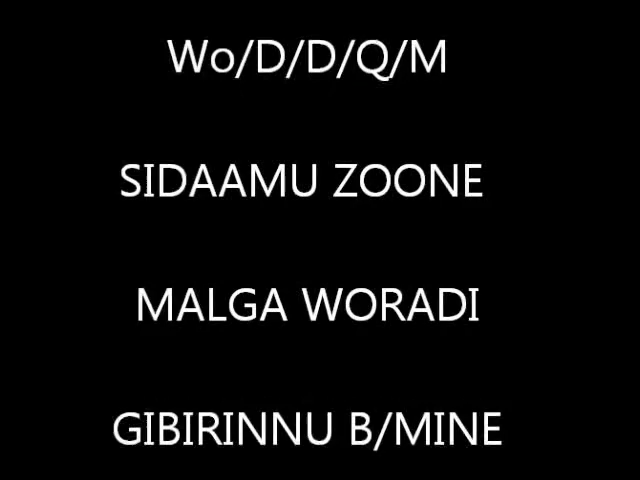 Wo/D/D/Q/M
SIDAAMU ZOONE
MALGA WORADI
GIBIRINNU B/MINE